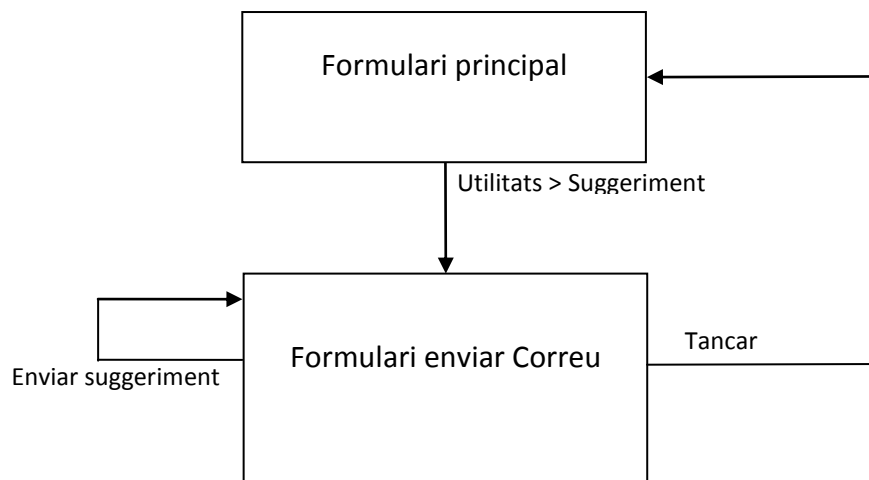 Formulari principal
Utilitats > Suggeriment
Formulari enviar Correu
Tancar
Enviar suggeriment